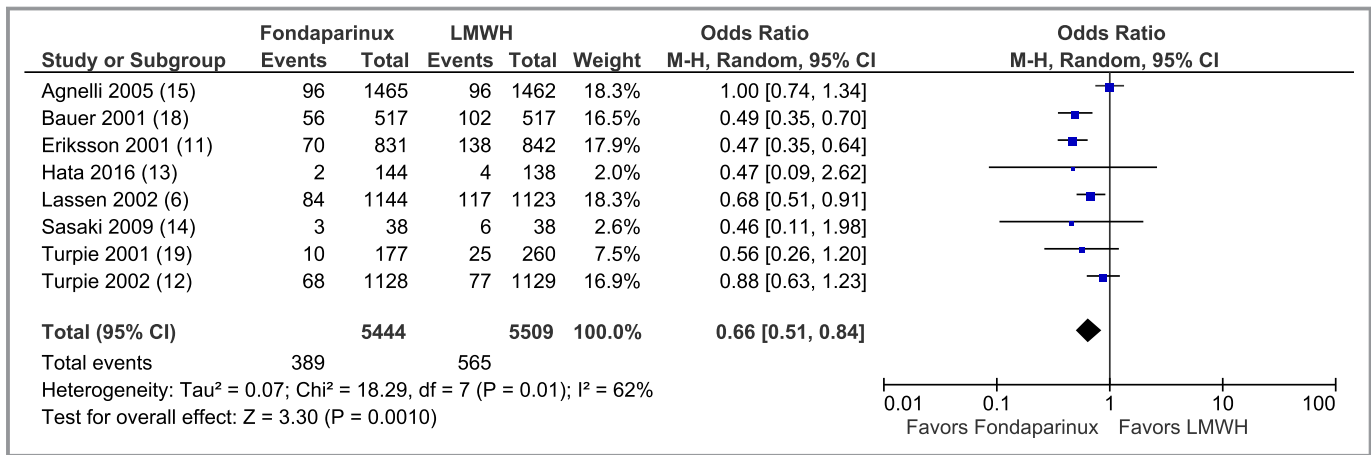 Fondaparinux LMWH Odds Ratio Odds Ratio
Study or Subgroup Events Total Events Total Weight M-H, Random, 95% CI M-H, Random, 95% CI
Agnelli 2005 (15) 96 1465 96 1462 18.3% 1.00 [0.74, 1.34]
Bauer 2001 (18) 56 517 102 517 16.5% 0.49 [0.35, 0.70]
Eriksson 2001 (11) 70 831 138 842 17.9% 0.47 [0.35, 0.64]
Hata 2016 (13) 2 144 4 138 2.0% 0.47 [0.09, 2.62]
Lassen 2002 (6) 84 1144 117 1123 18.3% 0.68 [0.51, 0.91]
Sasaki 2009 (14) 3 38 6 38 2.6% 0.46 [0.11, 1.98]
Turpie 2001 (19) 10 177 25 260 7.5% 0.56 [0.26, 1.20]
Turpie 2002 (12) 68 1128 77 1129 16.9% 0.88 [0.63, 1.23]
Total (95% CI) 5444 5509 100.0% 0.66 [0.51, 0.84]
Total events 389 565
Heterogeneity: Tau² = 0.07; Chi² = 18.29, df = 7 (P = 0.01); I² = 62%
Test for overall effect: Z = 3.30 (P = 0.0010)
0.01 0.1 1 10 100
Favors Fondaparinux Favors LMWH